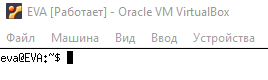 EVA [Работает] - Oracle VM VirtualBox
Файл Машина Вид Ввод Устройства
eva@EVA:~$